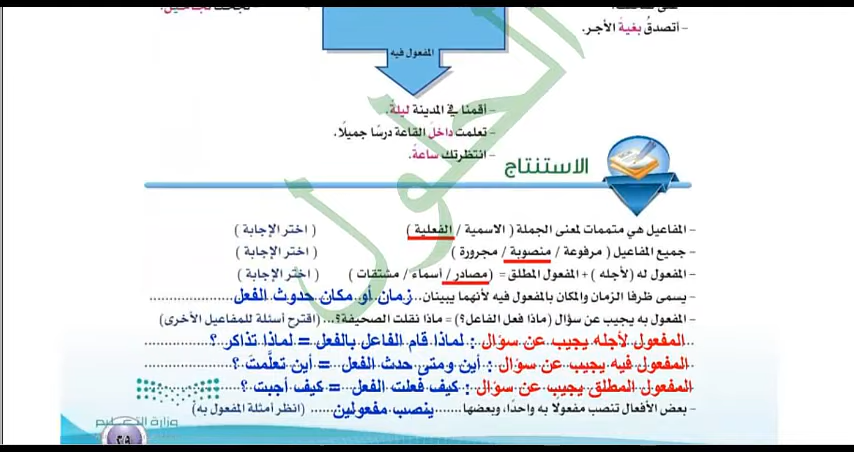 – أتصدقُ بغيةَ الأجر.
المفعول فيه
– أقمنا في المدينة ليلةً.
– تعلمت داخلَ القاعة درسًا جميلًا.
– انتظرتك ساعةً.
الاستنتاج
– المفاعيل هي متممات لمعنى الجملة ( الاسمية / الفعلية ) ( اختر الإجابة )
– جميع المفاعيل ( مرفوعة / منصوبة / مجرورة ) ( اختر الإجابة )
– المفعول له (لأجله ) + المفعول المطلق = ( مصادر / أسماء / مشتقات ) ( اختر الإجابة )
– يسمى ظرفا الزمان والمكان بالمفعول فيه لأنهما يبينان..زمان أو مكان حدوث الفعل
– المفعول به يجيب عن سؤال (ماذا فعل الفاعل؟) = ماذا نقلت الصحيفة؟... (اقترح أسئلة للمفاعيل الأخرى)
المفعول لأجله يجيب عن سؤال : لماذا قام الفاعل بالفعل = لماذا تذاكر ؟
المفعول فيه يجيب عن سؤال : أين ومتى حدث الفعل = أين تعلَّمتَ ؟
المفعول المطلق يجيب عن سؤال : كيف فعلت الفعل = كيف أجبت ؟
– بعض الأفعال تنصب مفعولا به واحدًا، وبعضها......ينصب مفعولين..... (انظر أمثلة المفعول به)
وزارة التعليم
الحلول